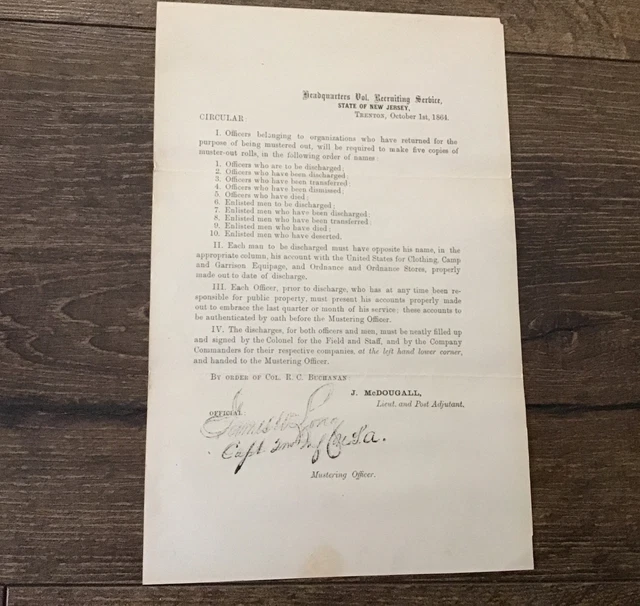 Headquarters Vol. Recruiting Service,
STATE OF NEW JERSEY,
CIRCULAR
Trenton, October 1st, 1864.
I. Officers belonging to organizations who have returned for the
purpose of being mustered out, will be required to make five copies of
muster-out rolls, in the following order of names:
1. Officers who are to be discharged;
2. Officers who have been discharged;
3. Officers who have been transferred
4. Officers who have been dismissed;
5. Officers who have died;
6. Enlisted men to be discharged;
7. Enlisted men who have been discharged;
8. Enlisted men who have been transferred;
9. Enlisted men who have died;
10. Enlisted men who have deserted.
II. Each man to be discharged must have opposite his name, in the
appropriate column, his account with the United States for Clothing, Camp
and Garrison Equipage, and Ordnance and Ordnance Stores, properly
made out to date of discharge.
III. Each Officer, prior to discharge, who has at any time been re-
sponsible for public property, must present his accounts properly made
out to embrace the last quarter or month of his service; these accounts to
be authenticated by oath before the Mustering Officer.
IV. The discharges, for both officers and men, must be neatly filled up
and signed by the Colonel for the Field and Staff, and by the Company
Commanders for their respective companies, at the left hand lower corner,
and handed to the Mustering Officer.
By order of Col. R. C. Buchanan
J. McDOUGALL,
Lieut. and Post Adjutant.
OFFICIAL
James W Long
Capt. 2nd Inf U.S.A.
Mustering Officer.